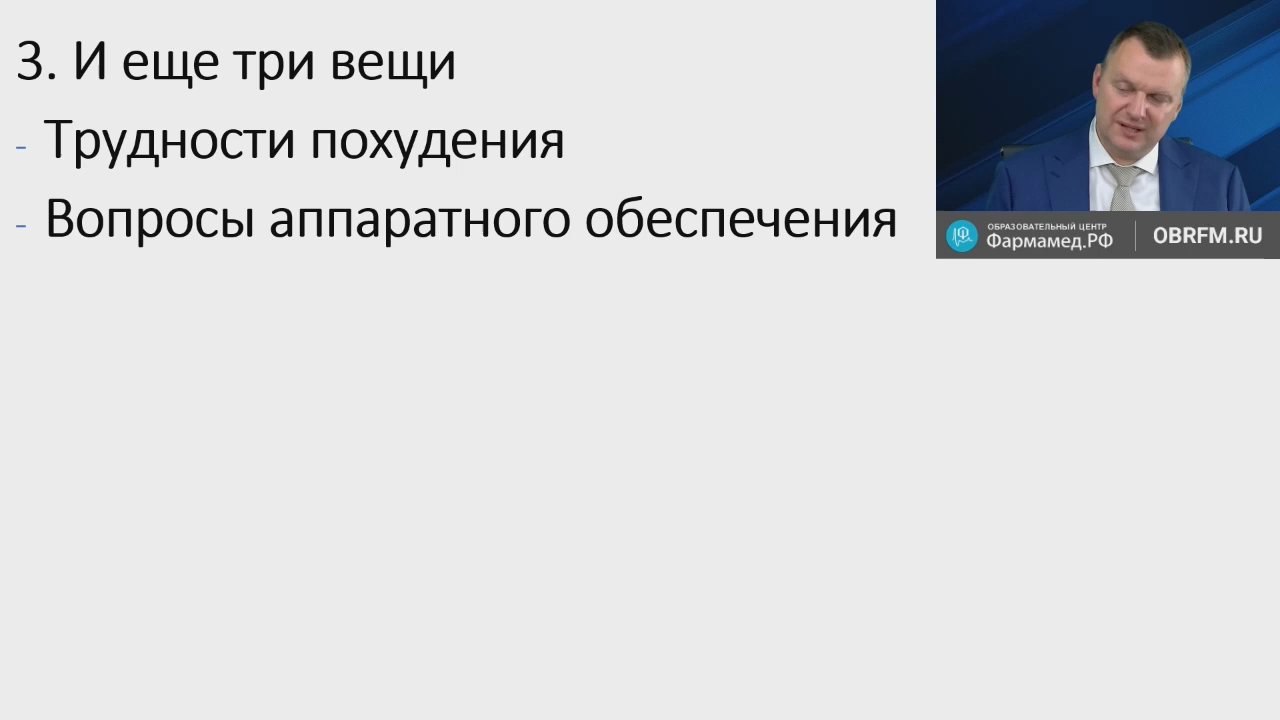 3. И еще три вещи
- Трудности похудения
- Вопросы аппаратного обеспечения
ОБРАЗОВАТЕЛЬНЫЙ ЦЕНТР
Фармамед.РФ
OBRFM.RU